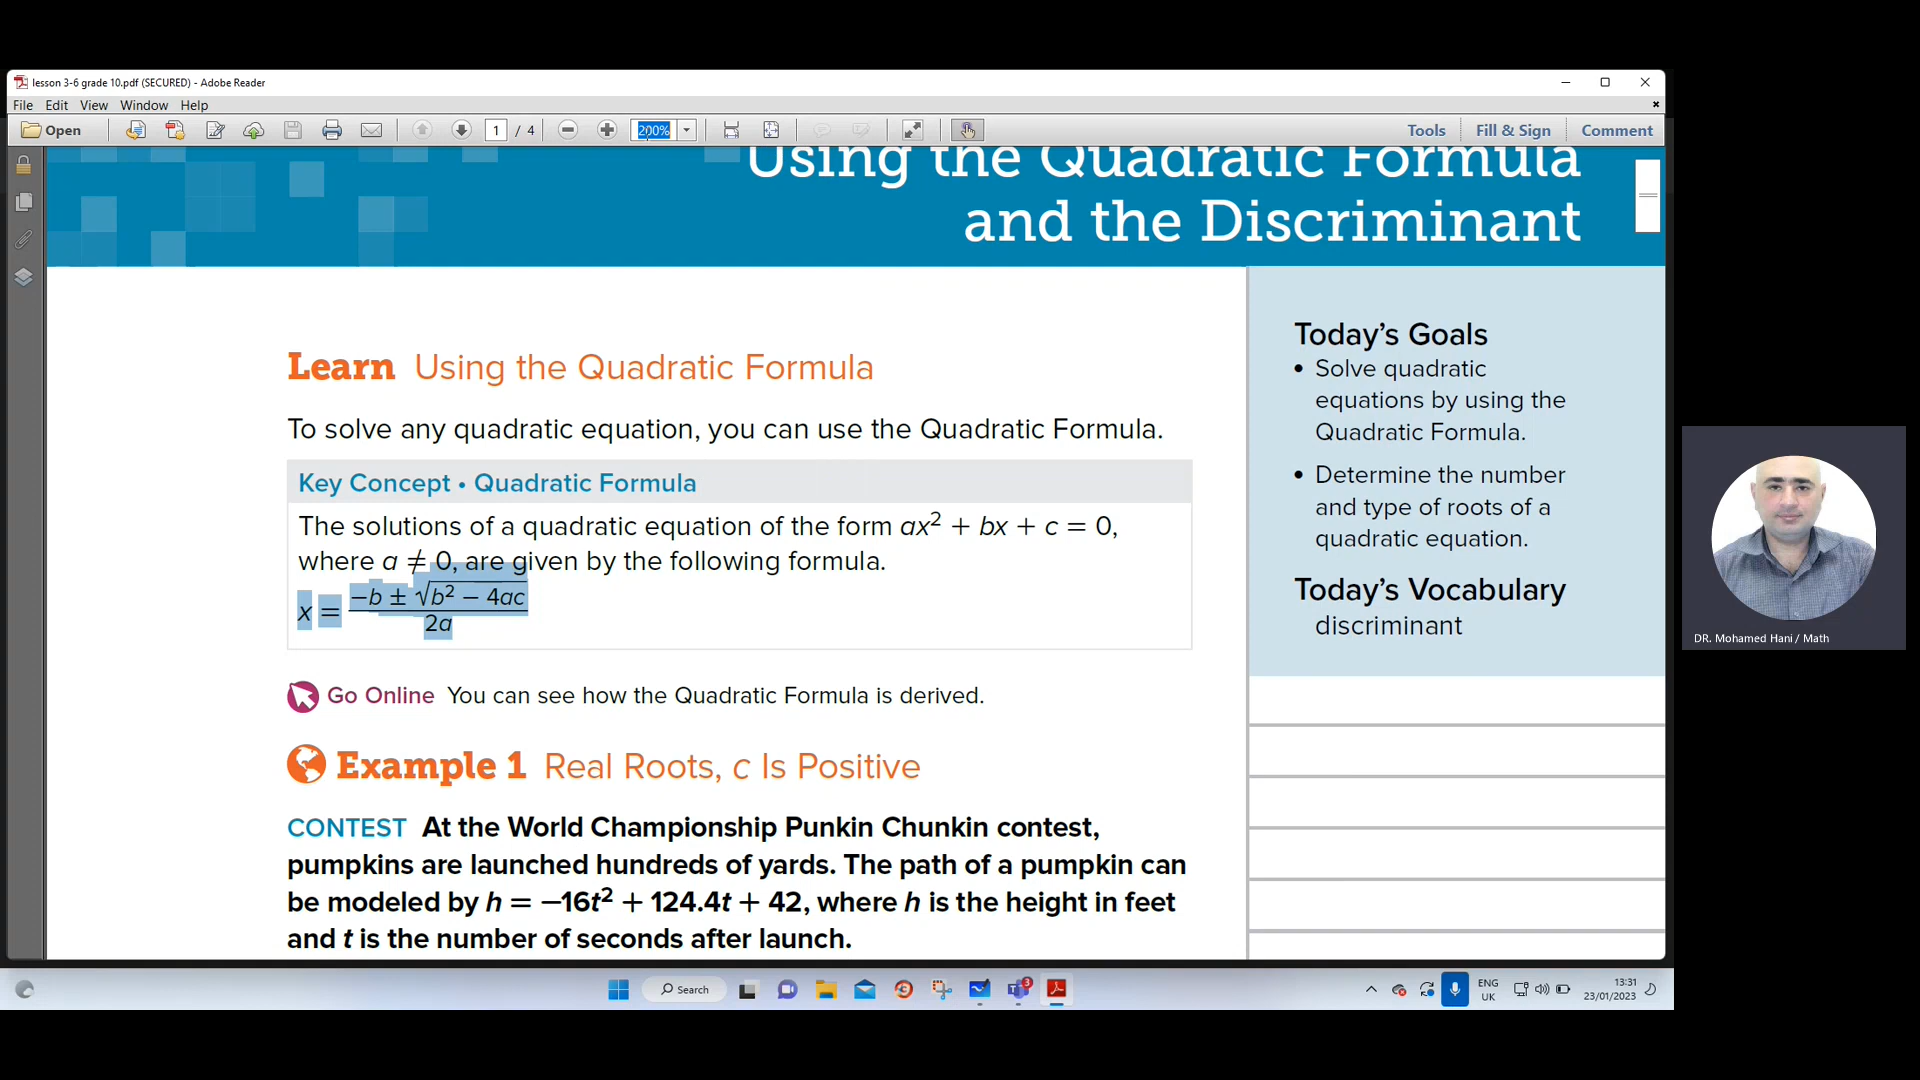 lesson 3-6 grade 10.pdf (SECURED) - Adobe Reader
File Edit View Window Help
Open 1 / 4 200% Tools Fill & Sign Comment
Using the Quadratic Formula
and the Discriminant
Learn Using the Quadratic Formula
To solve any quadratic equation, you can use the Quadratic Formula.
Key Concept • Quadratic Formula
The solutions of a quadratic equation of the form ax² + bx + c = 0,
where a ≠ 0, are given by the following formula.
x = (−b ± √(b² − 4ac)) / 2a
Go Online You can see how the Quadratic Formula is derived.
Example 1 Real Roots, c Is Positive
CONTEST At the World Championship Punkin Chunkin contest,
pumpkins are launched hundreds of yards. The path of a pumpkin can
be modeled by h = −16t² + 124.4t + 42, where h is the height in feet
and t is the number of seconds after launch.
Today's Goals
• Solve quadratic
equations by using the
Quadratic Formula.
• Determine the number
and type of roots of a
quadratic equation.
Today's Vocabulary
discriminant
DR. Mohamed Hani / Math
Search
3
ENG
UK
13:31
23/01/2023